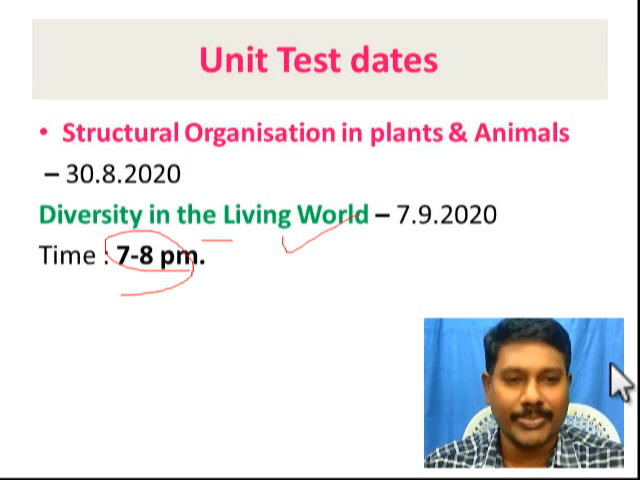 Unit Test dates
• Structural Organisation in plants & Animals
– 30.8.2020
Diversity in the Living World – 7.9.2020
Time : 7-8 pm.